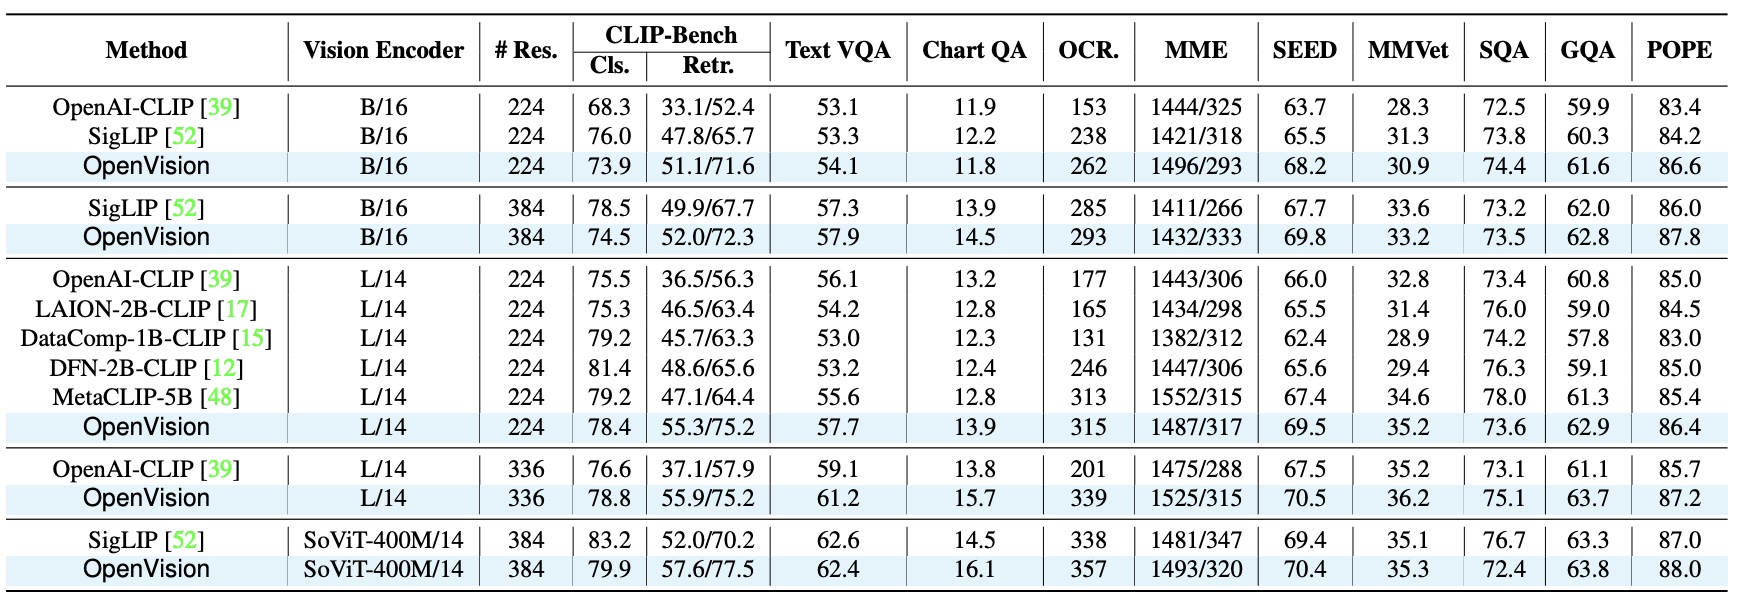 Method Vision Encoder # Res. CLIP-Bench Text VQA Chart QA OCR. MME SEED MMVet SQA GQA POPE
Cls. Retr.
OpenAI-CLIP [39] B/16 224 68.3 33.1/52.4 53.1 11.9 153 1444/325 63.7 28.3 72.5 59.9 83.4
SigLIP [52] B/16 224 76.0 47.8/65.7 53.3 12.2 238 1421/318 65.5 31.3 73.8 60.3 84.2
OpenVision B/16 224 73.9 51.1/71.6 54.1 11.8 262 1496/293 68.2 30.9 74.4 61.6 86.6
SigLIP [52] B/16 384 78.5 49.9/67.7 57.3 13.9 285 1411/266 67.7 33.6 73.2 62.0 86.0
OpenVision B/16 384 74.5 52.0/72.3 57.9 14.5 293 1432/333 69.8 33.2 73.5 62.8 87.8
OpenAI-CLIP [39] L/14 224 75.5 36.5/56.3 56.1 13.2 177 1443/306 66.0 32.8 73.4 60.8 85.0
LAION-2B-CLIP [17] L/14 224 75.3 46.5/63.4 54.2 12.8 165 1434/298 65.5 31.4 76.0 59.0 84.5
DataComp-1B-CLIP [15] L/14 224 79.2 45.7/63.3 53.0 12.3 131 1382/312 62.4 28.9 74.2 57.8 83.0
DFN-2B-CLIP [12] L/14 224 81.4 48.6/65.6 53.2 12.4 246 1447/306 65.6 29.4 76.3 59.1 85.0
MetaCLIP-5B [48] L/14 224 79.2 47.1/64.4 55.6 12.8 313 1552/315 67.4 34.6 78.0 61.3 85.4
OpenVision L/14 224 78.4 55.3/75.2 57.7 13.9 315 1487/317 69.5 35.2 73.6 62.9 86.4
OpenAI-CLIP [39] L/14 336 76.6 37.1/57.9 59.1 13.8 201 1475/288 67.5 35.2 73.1 61.1 85.7
OpenVision L/14 336 78.8 55.9/75.2 61.2 15.7 339 1525/315 70.5 36.2 75.1 63.7 87.2
SigLIP [52] SoViT-400M/14 384 83.2 52.0/70.2 62.6 14.5 338 1481/347 69.4 35.1 76.7 63.3 87.0
OpenVision SoViT-400M/14 384 79.9 57.6/77.5 62.4 16.1 357 1493/320 70.4 35.3 72.4 63.8 88.0